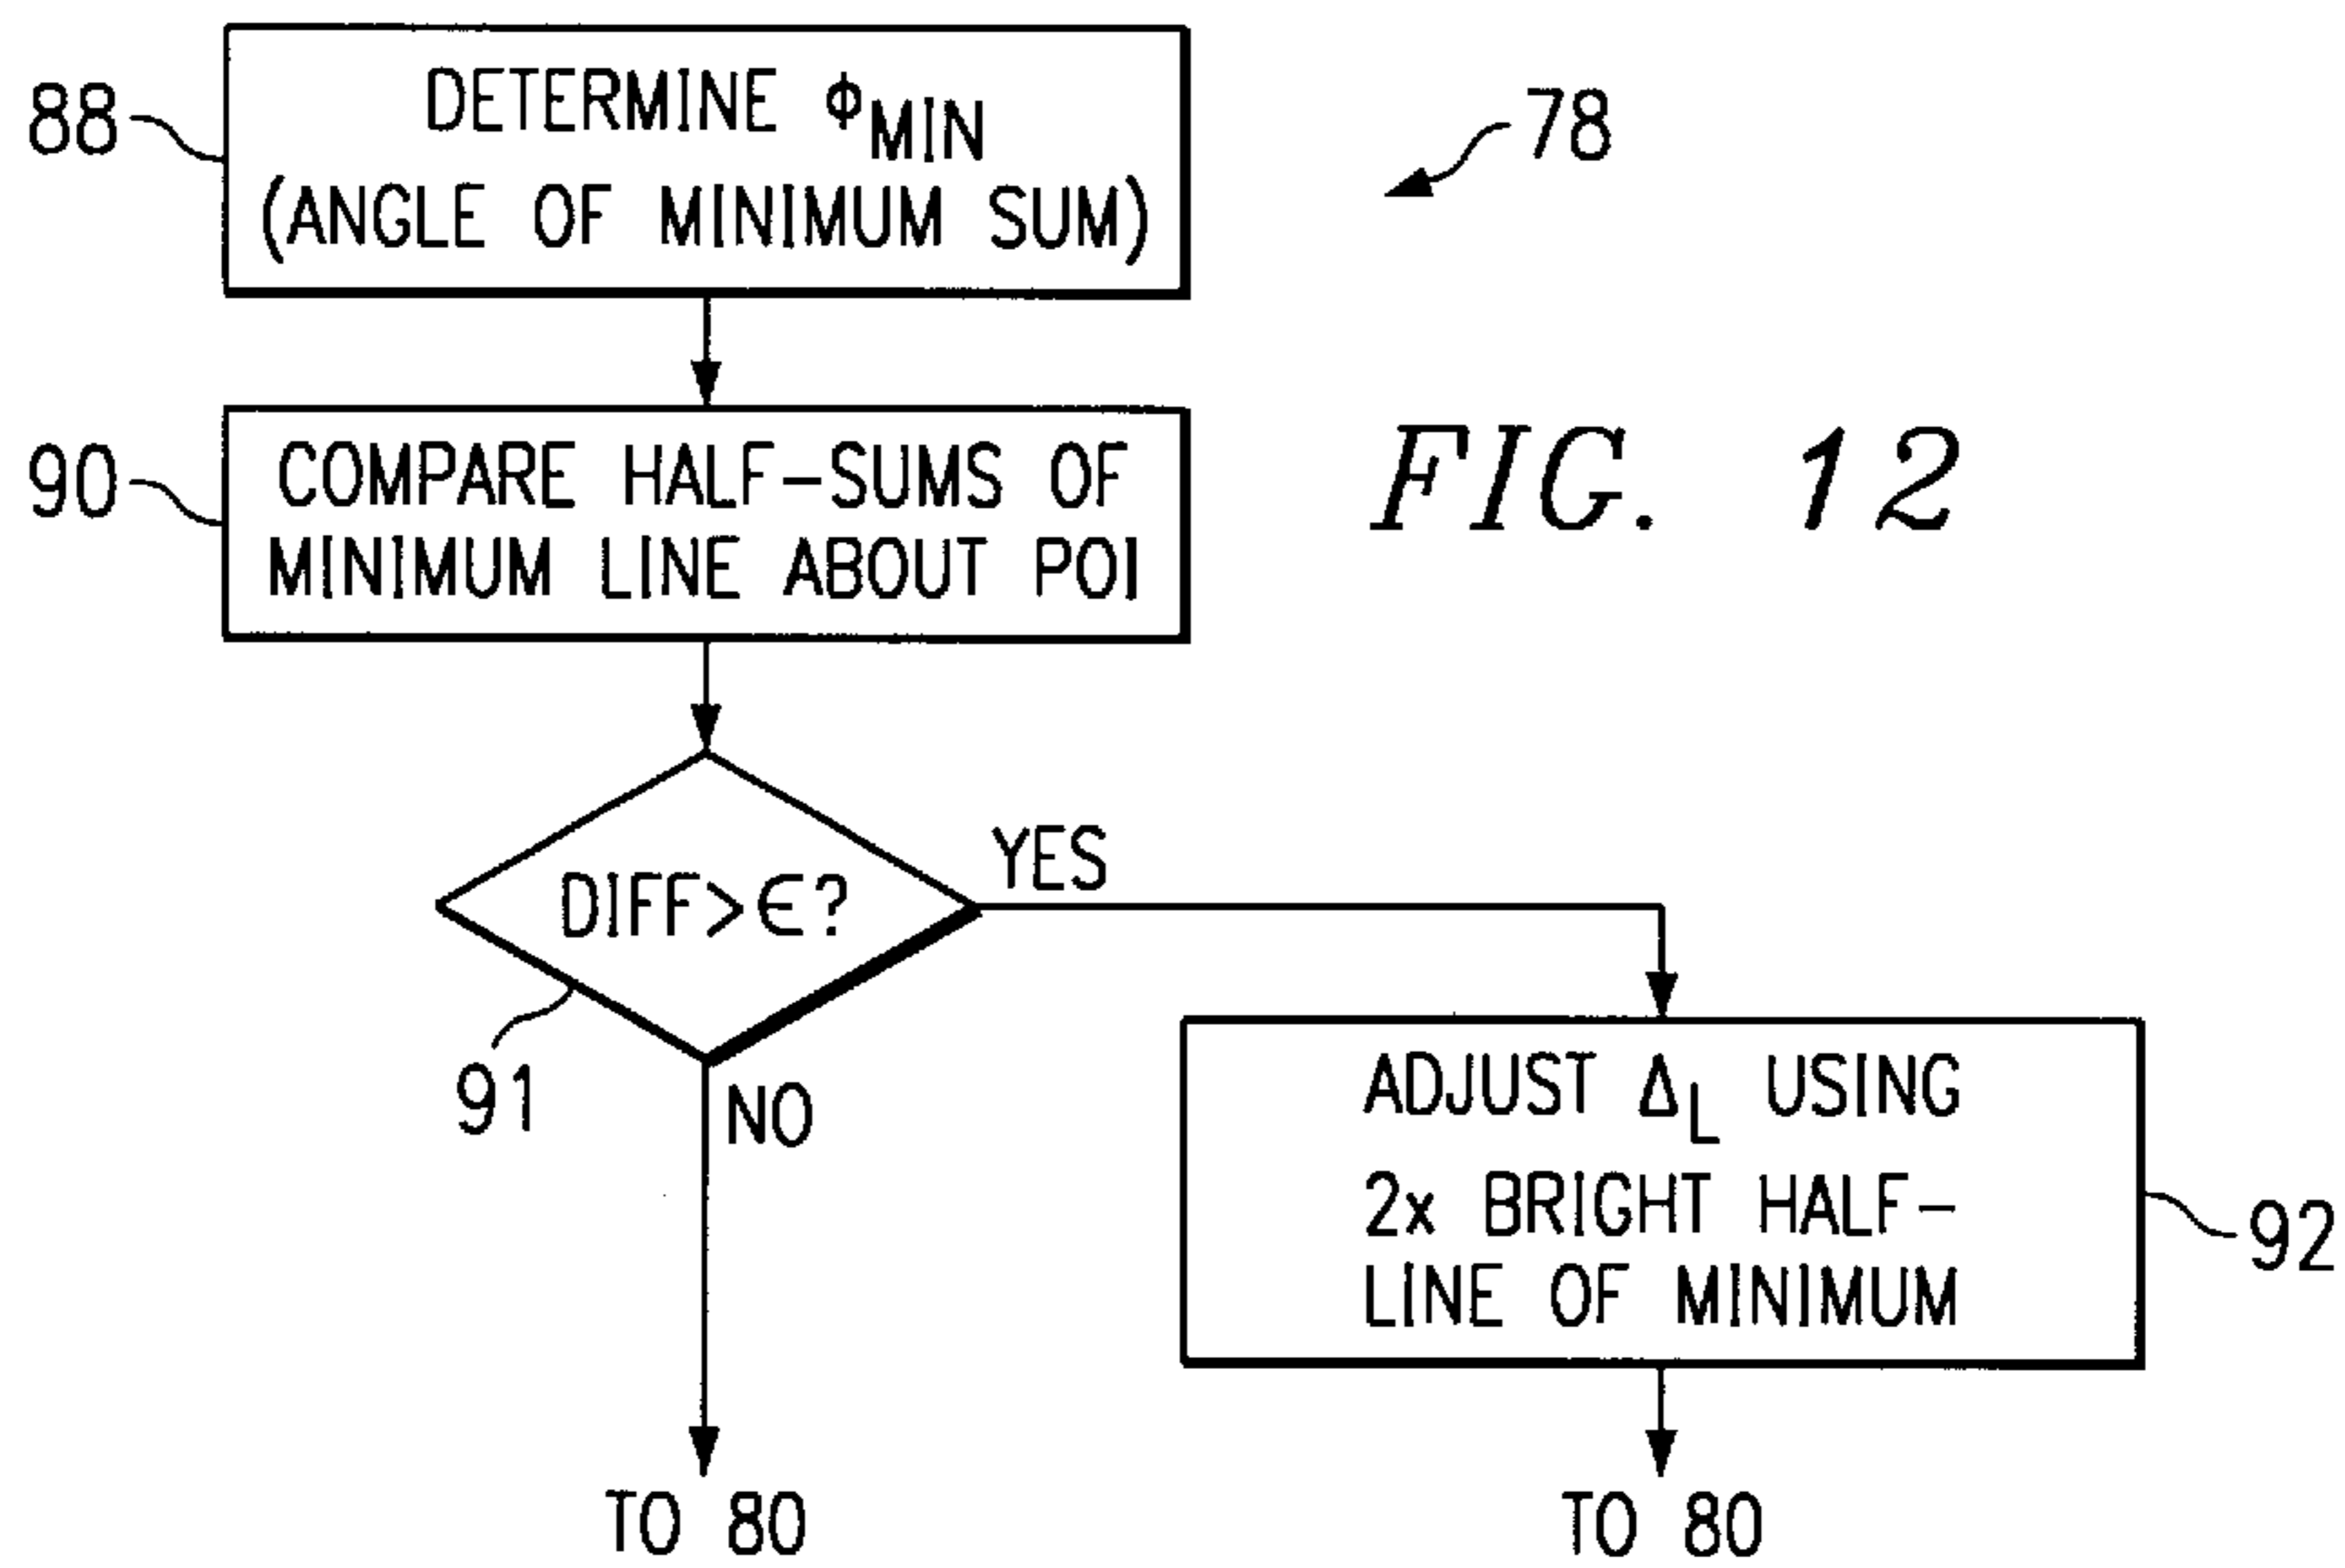 88
DETERMINE ϕMIN
(ANGLE OF MINIMUM SUM)
78
90
COMPARE HALF-SUMS OF
MINIMUM LINE ABOUT POI
FIG. 12
DIFF>∈?
YES
91
NO
ADJUST ΔL USING
2x BRIGHT HALF-
LINE OF MINIMUM
92
TO 80
TO 80